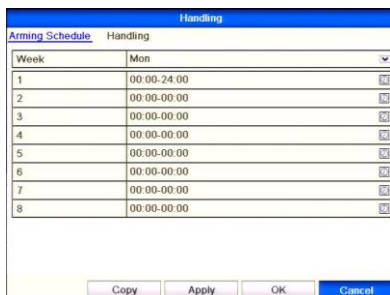 Handling
Arming Schedule Handling
Week Mon
1 00:00-24:00
2 00:00-00:00
3 00:00-00:00
4 00:00-00:00
5 00:00-00:00
6 00:00-00:00
7 00:00-00:00
8 00:00-00:00
Copy Apply OK Cancel